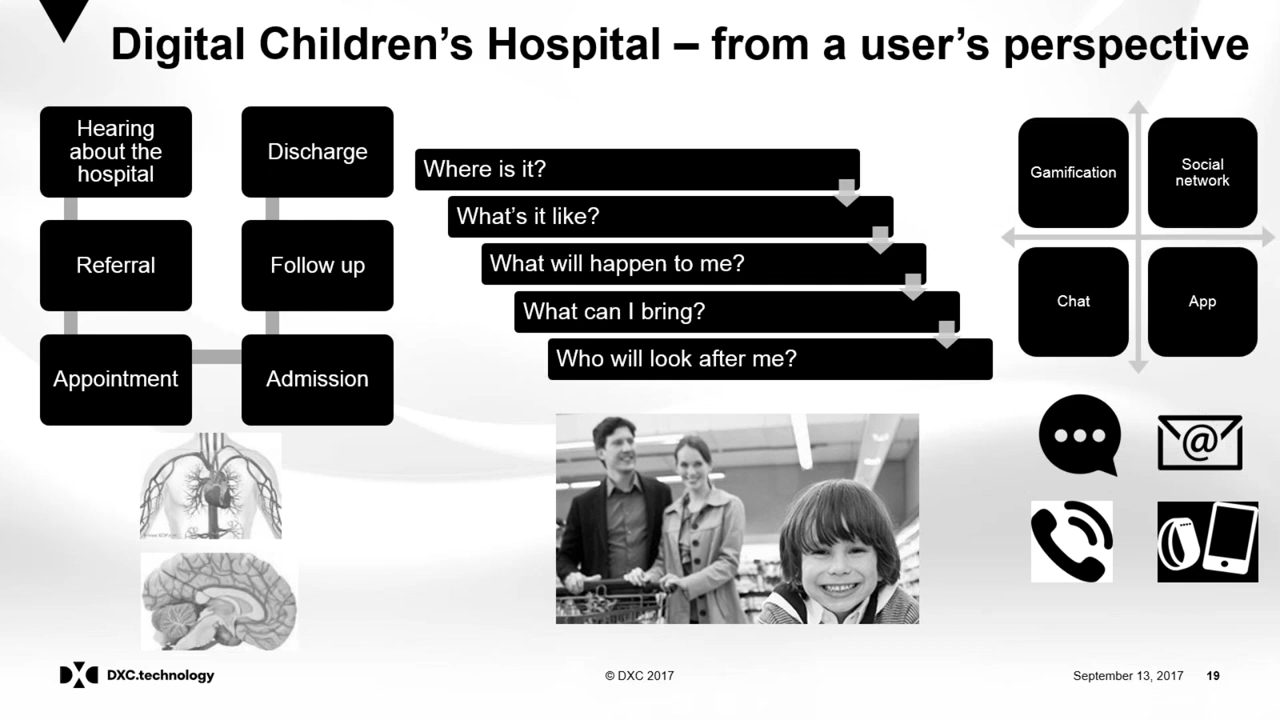 Digital Children’s Hospital – from a user’s perspective
Hearing
about the
hospital
Referral
Appointment
Discharge
Follow up
Admission
Where is it?
What’s it like?
What will happen to me?
What can I bring?
Who will look after me?
Gamification
Social
network
Chat
App
@
DXC.technology
© DXC 2017
September 13, 2017 19